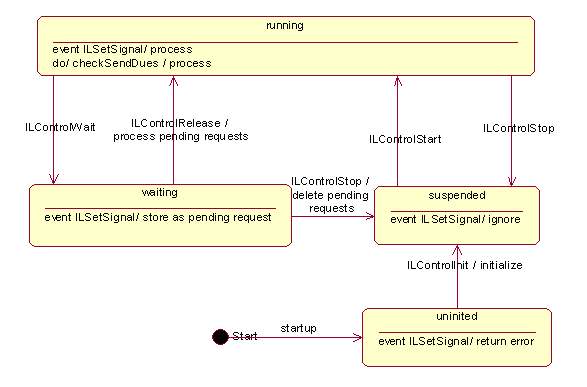 running
event ILSetSignal/ process
do/ checkSendDues / process
ILControlWait
ILControlRelease /
process pending requests
ILControlStart
ILControlStop
waiting
event ILSetSignal/ store as pending request
ILControlStop /
delete pending
requests
suspended
event ILSetSignal/ ignore
ILControlInit / initialize
uninited
event ILSetSignal/ return error
Start
startup